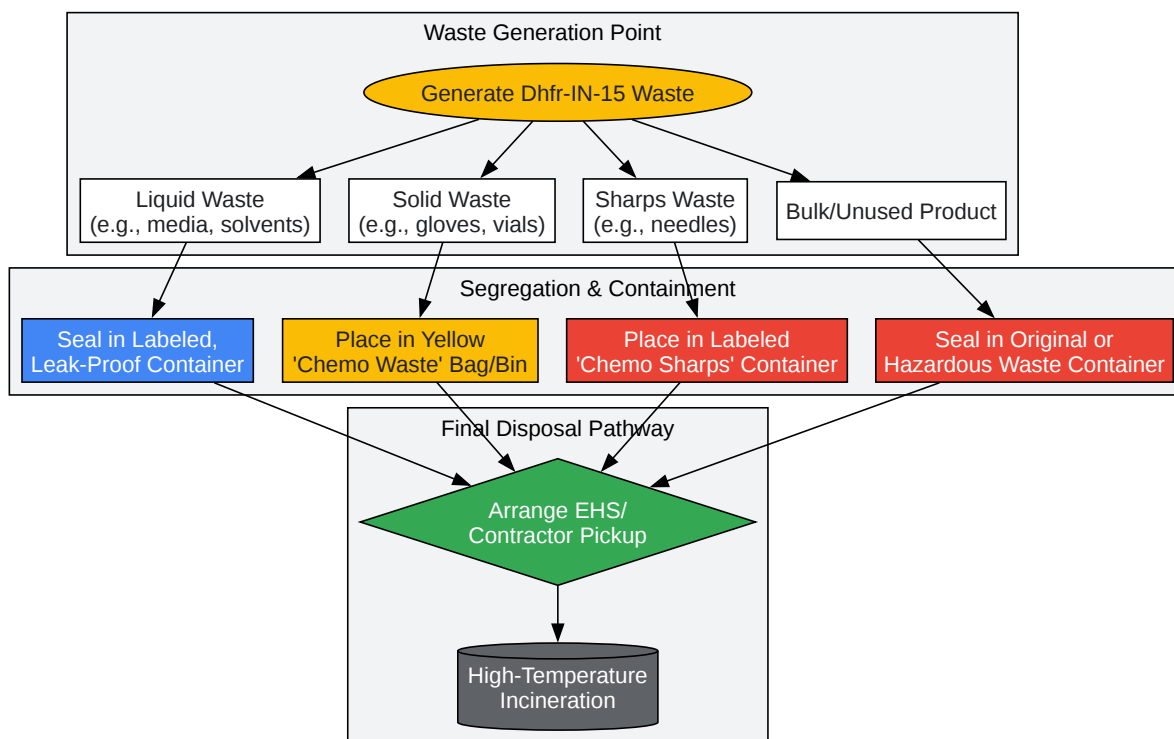 Waste Generation Point
Generate Dhfr-IN-15 Waste
Liquid Waste
(e.g., media, solvents)
Solid Waste
(e.g., gloves, vials)
Sharps Waste
(e.g., needles)
Bulk/Unused Product
Segregation & Containment
Seal in Labeled,
Leak-Proof Container
Place in Yellow
'Chemo Waste' Bag/Bin
Place in Labeled
'Chemo Sharps' Container
Seal in Original or
Hazardous Waste Container
Final Disposal Pathway
Arrange EHS/
Contractor Pickup
High-Temperature
Incineration